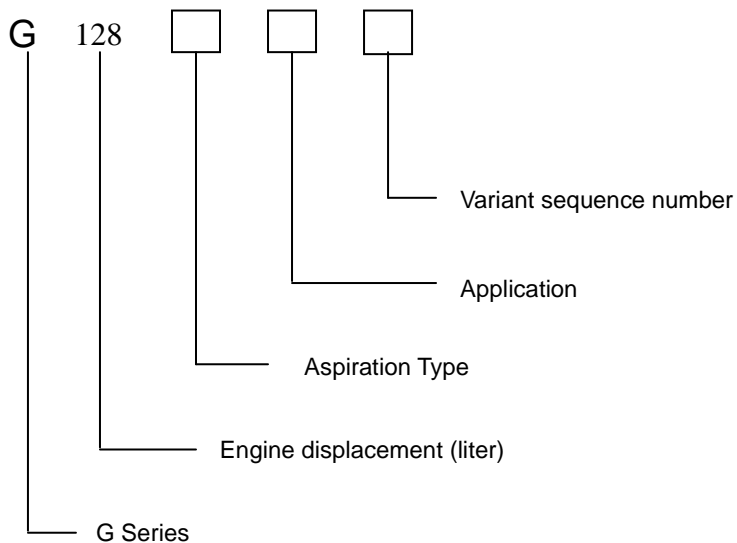 G 128
Variant sequence number
Application
Aspiration Type
Engine displacement (liter)
G Series